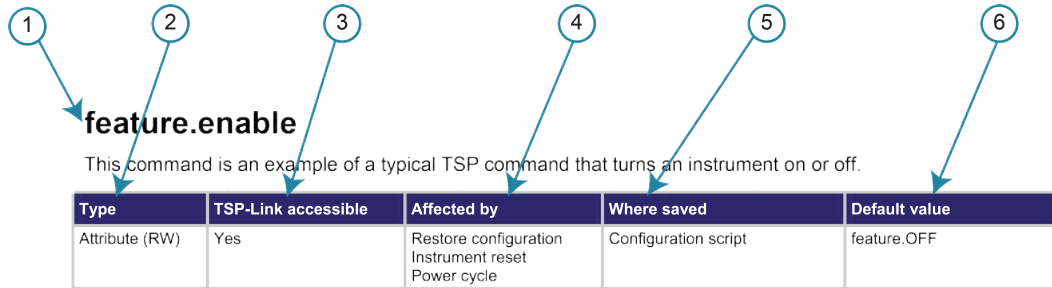 1 2 3 4 5 6
feature.enable
This command is an example of a typical TSP command that turns an instrument on or off.
Type TSP-Link accessible Affected by Where saved Default value
Attribute (RW) Yes Restore configuration Configuration script feature.OFF
Instrument reset
Power cycle